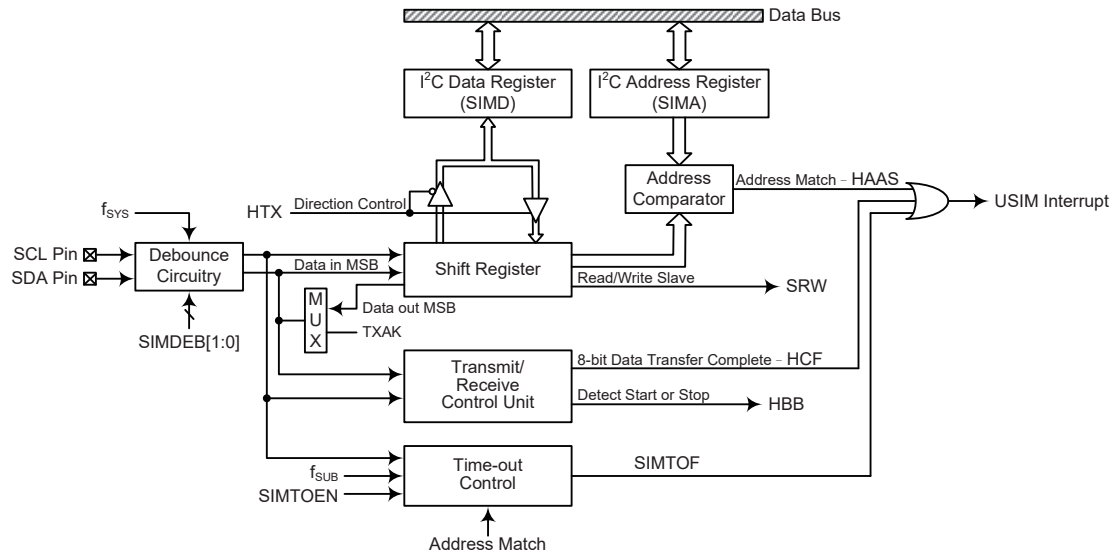 Data Bus
I²C Data Register
(SIMD)
I²C Address Register
(SIMA)
Address
Comparator
Address Match - HAAS
USIM Interrupt
HTX
Direction Control
fSYS
SCL Pin
SDA Pin
Debounce
Circuitry
Data in MSB
Shift Register
Read/Write Slave
SRW
SIMDEB[1:0]
M
U
X
Data out MSB
TXAK
Transmit/
Receive
Control Unit
8-bit Data Transfer Complete - HCF
Detect Start or Stop
HBB
fSUB
SIMTOEN
Time-out
Control
SIMTOF
Address Match